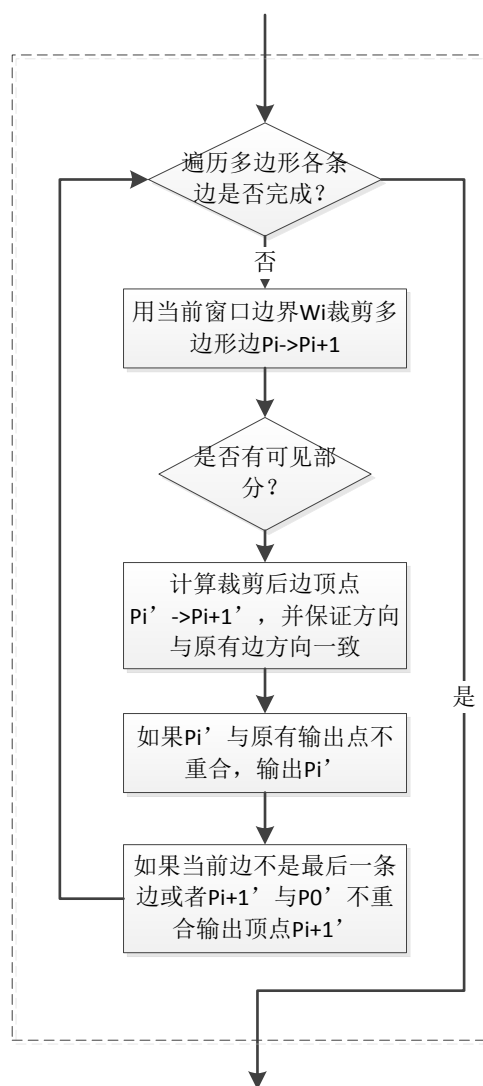 遍历多边形各条
边是否完成？
否
用当前窗口边界Wi裁剪多
边形边Pi->Pi+1
是否有可见部
分？
计算裁剪后边顶点
Pi’->Pi+1’，并保证方向
与原有边方向一致
是
如果Pi’与原有输出点不
重合，输出Pi’
如果当前边不是最后一条
边或者Pi+1’与P0’不重
合输出顶点Pi+1’